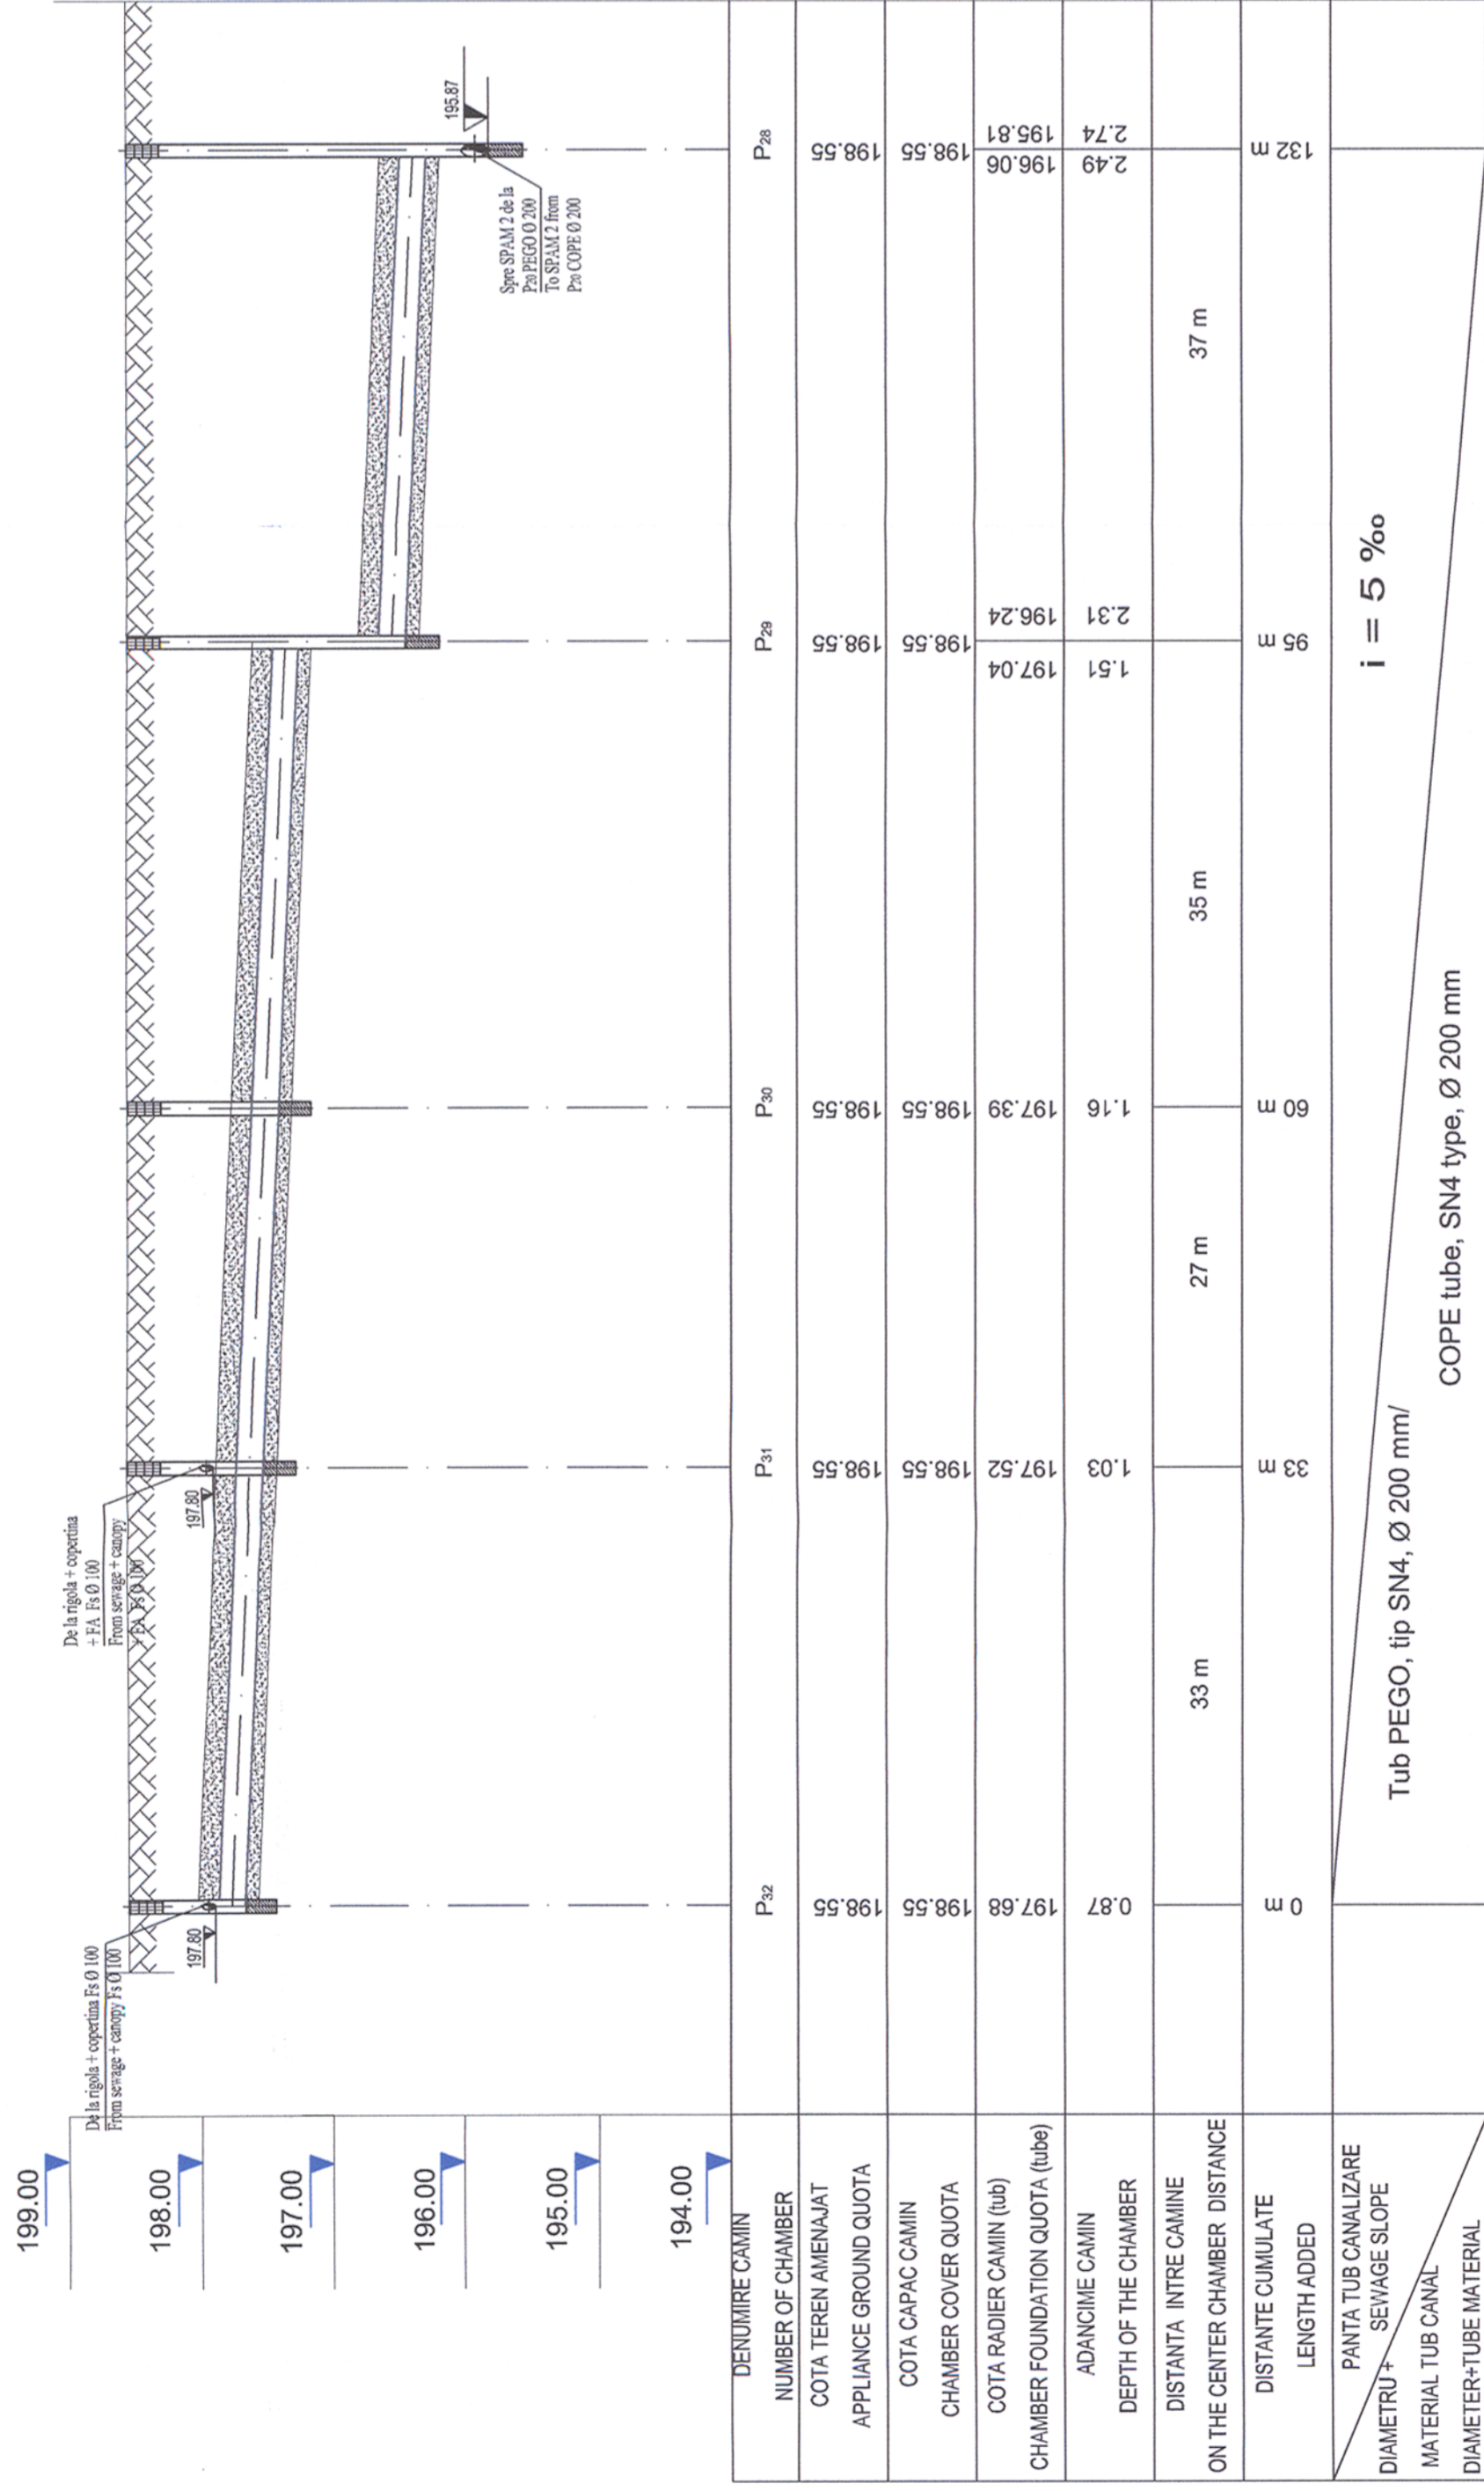 199.00
198.00
197.00
196.00
195.00
194.00
De la rigola + copertina Fs Ø 100
From sewage + canopy Fs Ø 100
197.80
De la rigola + copertina
+ FA Fs Ø 100
From sewage + canopy
+ FA Fs Ø 100
197.80
Spre SPAM 2 de la
P20 PEGO Ø 200
To SPAM 2 from
P20 COPE Ø 200
195.87
DENUMIRE CAMIN
NUMBER OF CHAMBER
P32 P31 P30 P29 P28
COTA TEREN AMENAJAT
APPLIANCE GROUND QUOTA
198.55 198.55 198.55 198.55 198.55
COTA CAPAC CAMIN
CHAMBER COVER QUOTA
198.55 198.55 198.55 198.55 198.55
COTA RADIER CAMIN (tub)
CHAMBER FOUNDATION QUOTA (tube)
197.68 197.52 197.39 197.04 196.24 196.06 195.81
ADANCIME CAMIN
DEPTH OF THE CHAMBER
0.87 1.03 1.16 1.51 2.31 2.49 2.74
DISTANTA INTRE CAMINE
ON THE CENTER CHAMBER DISTANCE
33 m 27 m 35 m 37 m
DISTANTE CUMULATE
LENGTH ADDED
0 m 33 m 60 m 95 m 132 m
PANTA TUB CANALIZARE
SEWAGE SLOPE
DIAMETRU +
MATERIAL TUB CANAL
DIAMETER+TUBE MATERIAL
i = 5 ‰
Tub PEGO, tip SN4, Ø 200 mm/
COPE tube, SN4 type, Ø 200 mm